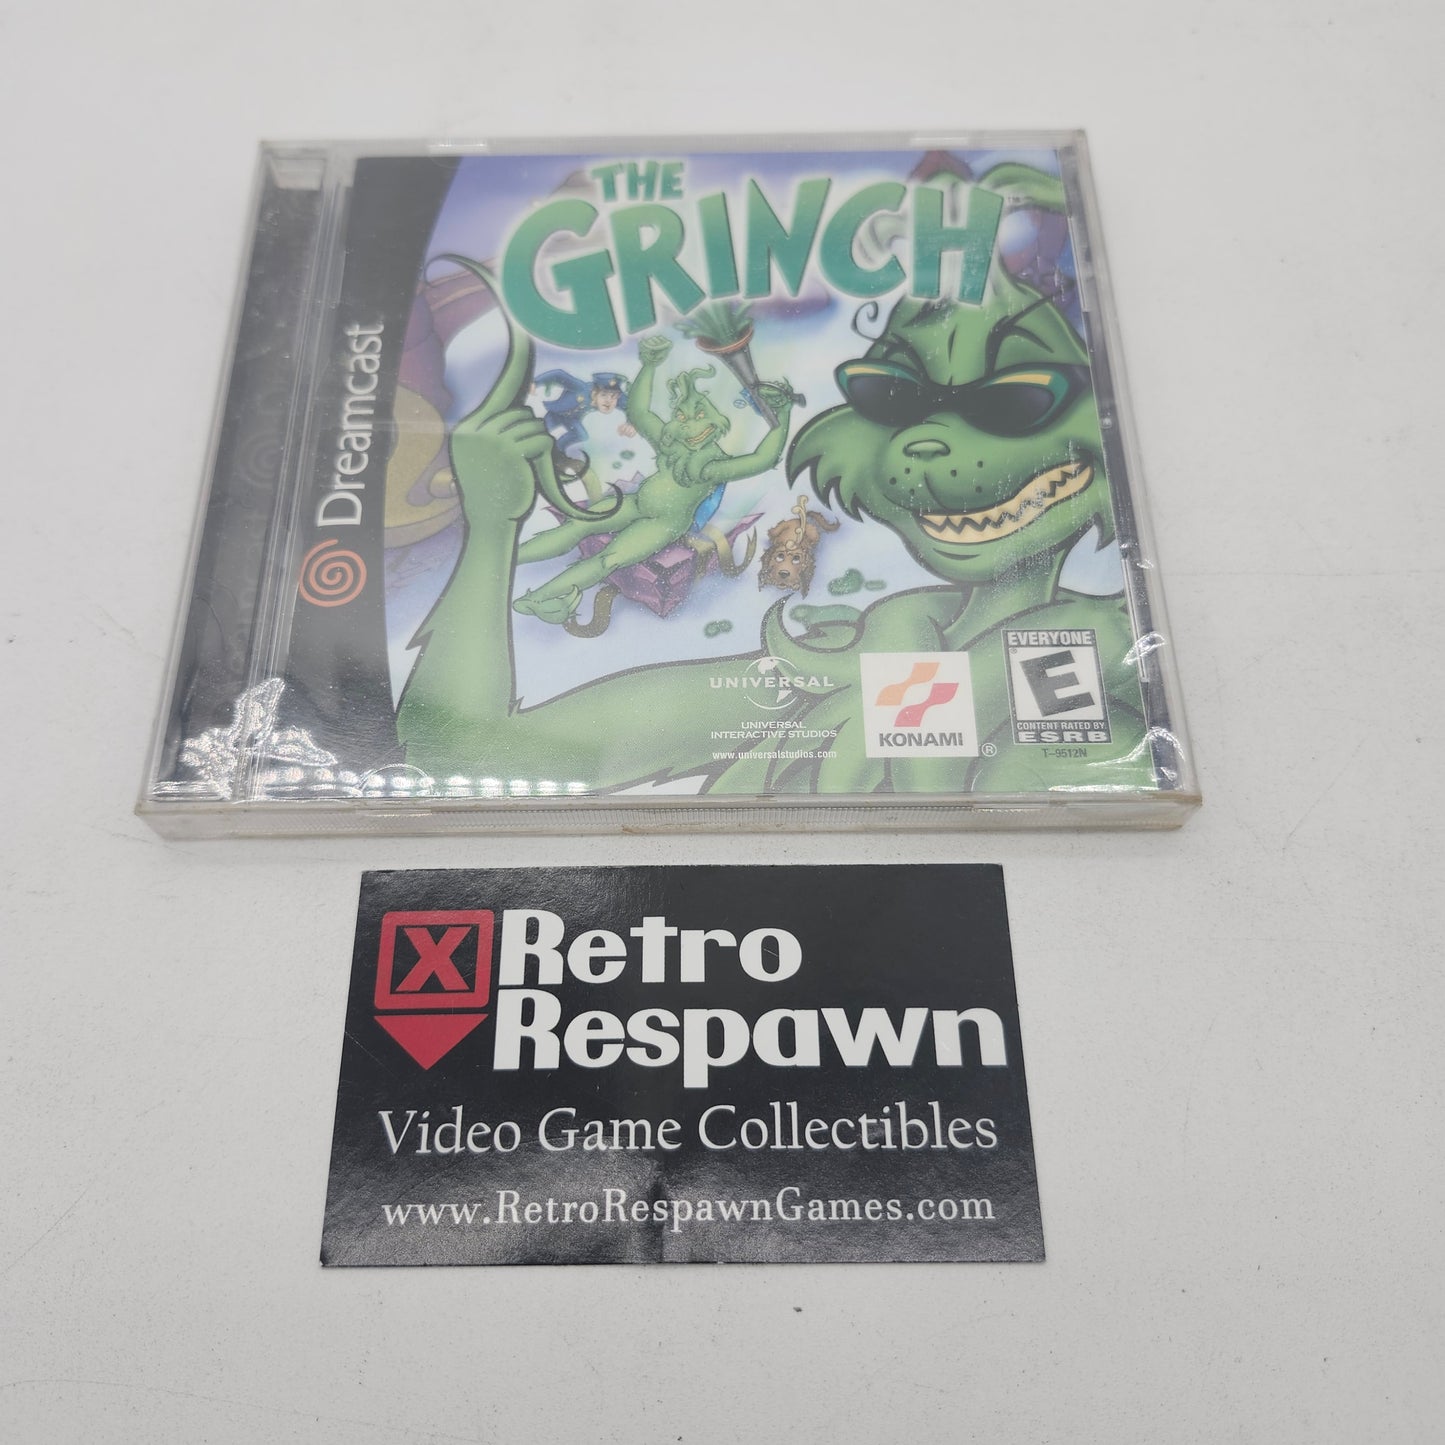 THE
GRINCH
TM
Dreamcast
UNIVERSAL
UNIVERSAL
INTERACTIVE STUDIOS
www.universalstudios.com
KONAMI
®
EVERYONE
E
®
CONTENT RATED BY
ESRB
T-9512N
X
Retro
Respawn
Video Game Collectibles
www.RetroRespawnGames.com